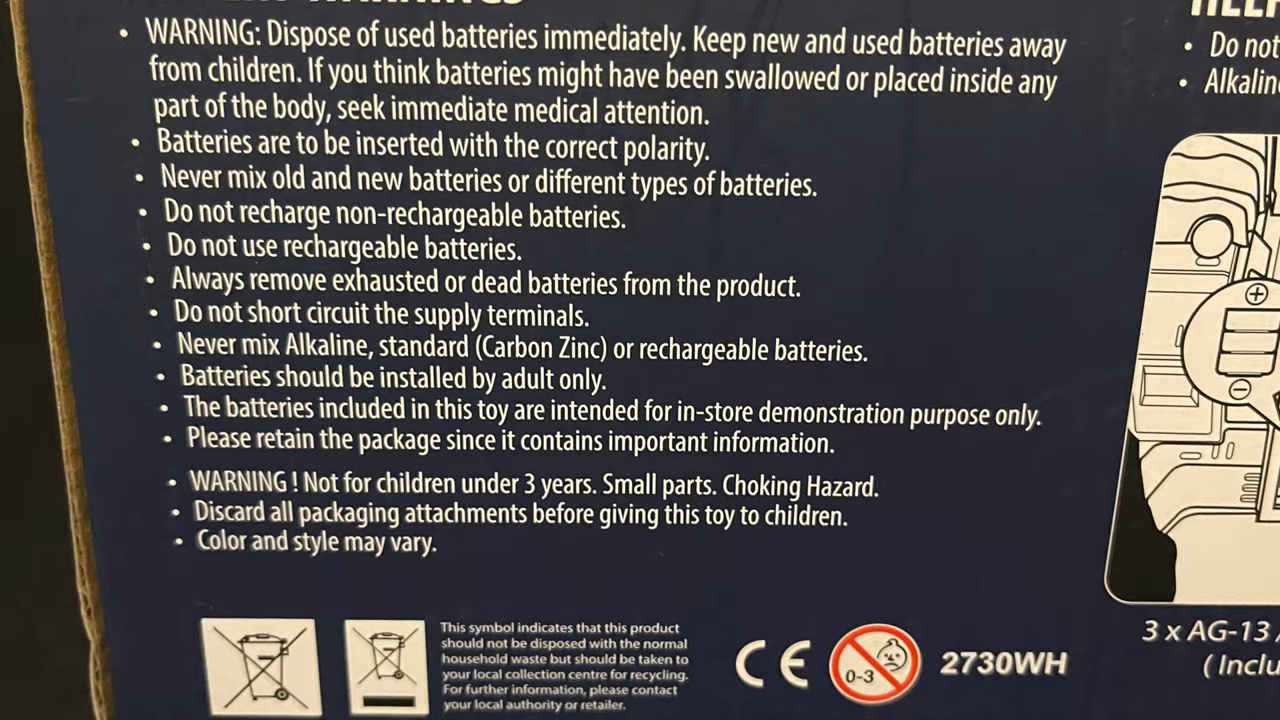 WARNING: Dispose of used batteries immediately. Keep new and used batteries away
from children. If you think batteries might have been swallowed or placed inside any
part of the body, seek immediate medical attention.
Batteries are to be inserted with the correct polarity.
Never mix old and new batteries or different types of batteries.
Do not recharge non-rechargeable batteries.
Do not use rechargeable batteries.
Always remove exhausted or dead batteries from the product.
Do not short circuit the supply terminals.
Never mix Alkaline, standard (Carbon Zinc) or rechargeable batteries.
Batteries should be installed by adult only.
The batteries included in this toy are intended for in-store demonstration purpose only.
Please retain the package since it contains important information.
WARNING ! Not for children under 3 years. Small parts. Choking Hazard.
Discard all packaging attachments before giving this toy to children.
Color and style may vary.
This symbol indicates that this product
should not be disposed with the normal
household waste but should be taken to
your local collection centre for recycling.
For further information, please contact
your local authority or retailer.
CE
0-3
2730WH
Do not
3 x AG-13